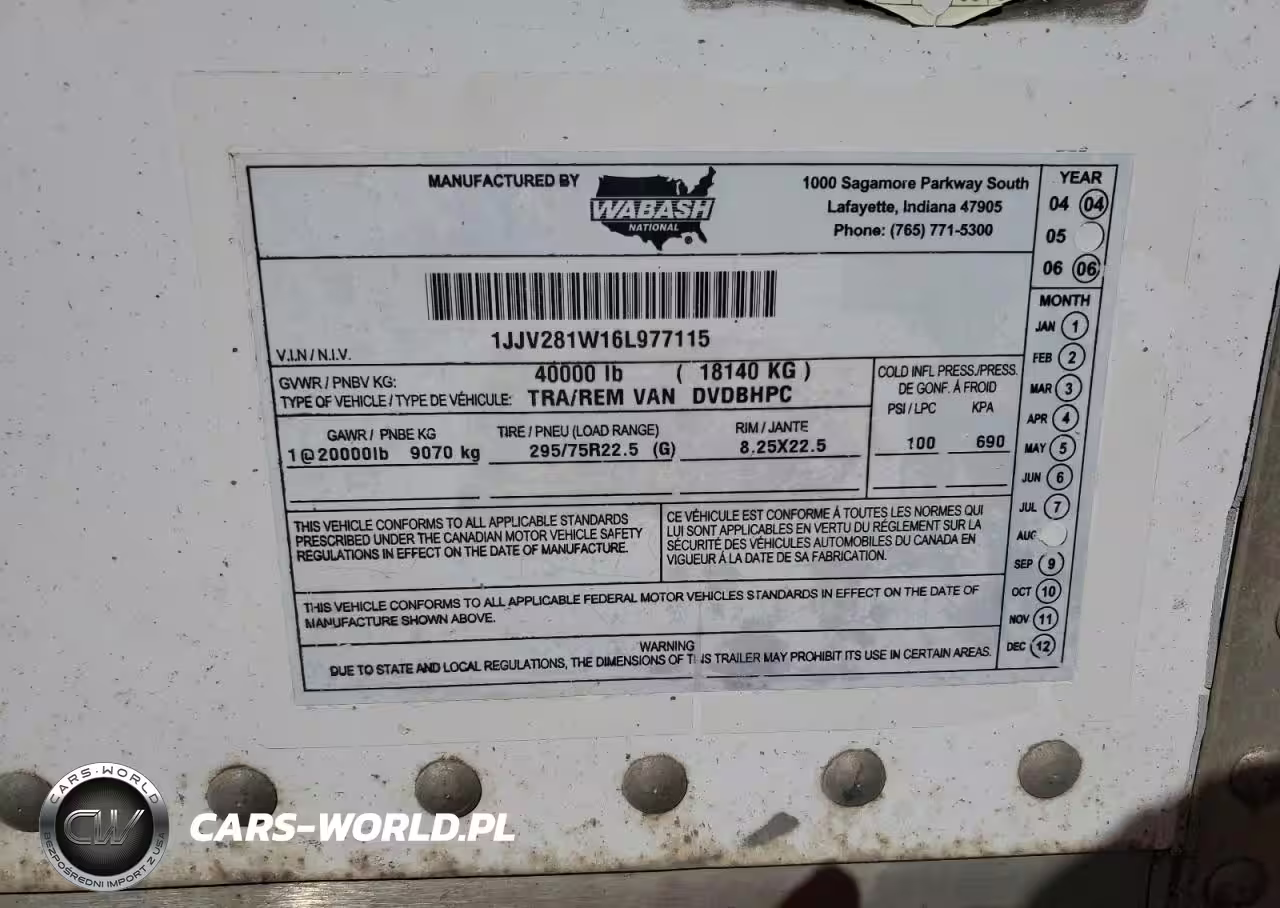 MANUFACTURED BY
WABASH
NATIONAL
®
1000 Sagamore Parkway South
Lafayette, Indiana 47905
Phone: (765) 771-5300
YEAR
04 04
05
06 06
MONTH
JAN 1
FEB 2
MAR 3
APR 4
MAY 5
JUN 6
JUL 7
AUG
SEP 9
OCT 10
NOV 11
DEC 12
1JJV281W16L977115
V.I.N / N.I.V.
GVWR / PNBV KG: 40000 lb ( 18140 KG )
TYPE OF VEHICLE / TYPE DE VÉHICULE: TRA/REM VAN DVDBHPC
GAWR / PNBE KG TIRE / PNEU (LOAD RANGE) RIM / JANTE
1@20000lb 9070 kg 295/75R22.5 (G) 8.25X22.5
COLD INFL PRESS./PRESS.
DE GONF. À FROID
PSI / LPC KPA
100 690
THIS VEHICLE CONFORMS TO ALL APPLICABLE STANDARDS
PRESCRIBED UNDER THE CANADIAN MOTOR VEHICLE SAFETY
REGULATIONS IN EFFECT ON THE DATE OF MANUFACTURE.
CE VÉHICULE EST CONFORME À TOUTES LES NORMES QUI
LUI SONT APPLICABLES EN VERTU DU RÉGLEMENT SUR LA
SÉCURITÉ DES VÉHICULES AUTOMOBILES DU CANADA EN
VIGUEUR À LA DATE DE SA FABRICATION.
THIS VEHICLE CONFORMS TO ALL APPLICABLE FEDERAL MOTOR VEHICLES STANDARDS IN EFFECT ON THE DATE OF
MANUFACTURE SHOWN ABOVE.
WARNING
DUE TO STATE AND LOCAL REGULATIONS, THE DIMENSIONS OF THIS TRAILER MAY PROHIBIT ITS USE IN CERTAIN AREAS.
CARS-WORLD
CW
BEZPOŚREDNI IMPORT Z USA
CARS-WORLD.PL